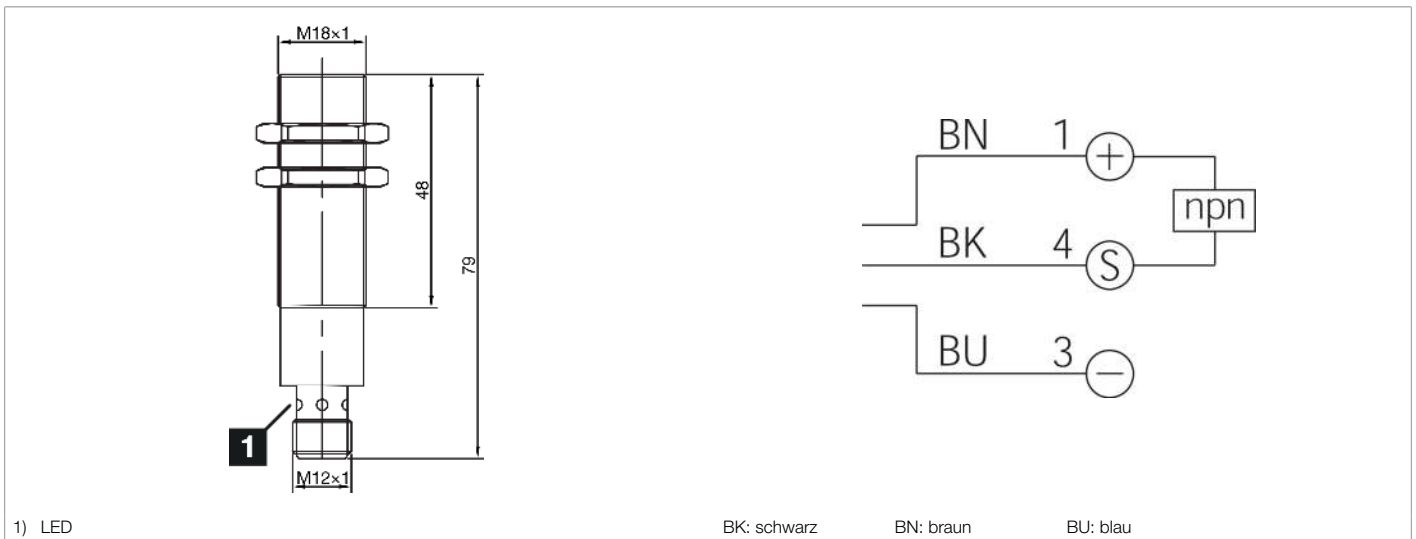 M18×1
48
79
1
M12×1
BN 1 +
npn
BK 4 S
BU 3 −
1) LED
BK: schwarz BN: braun BU: blau